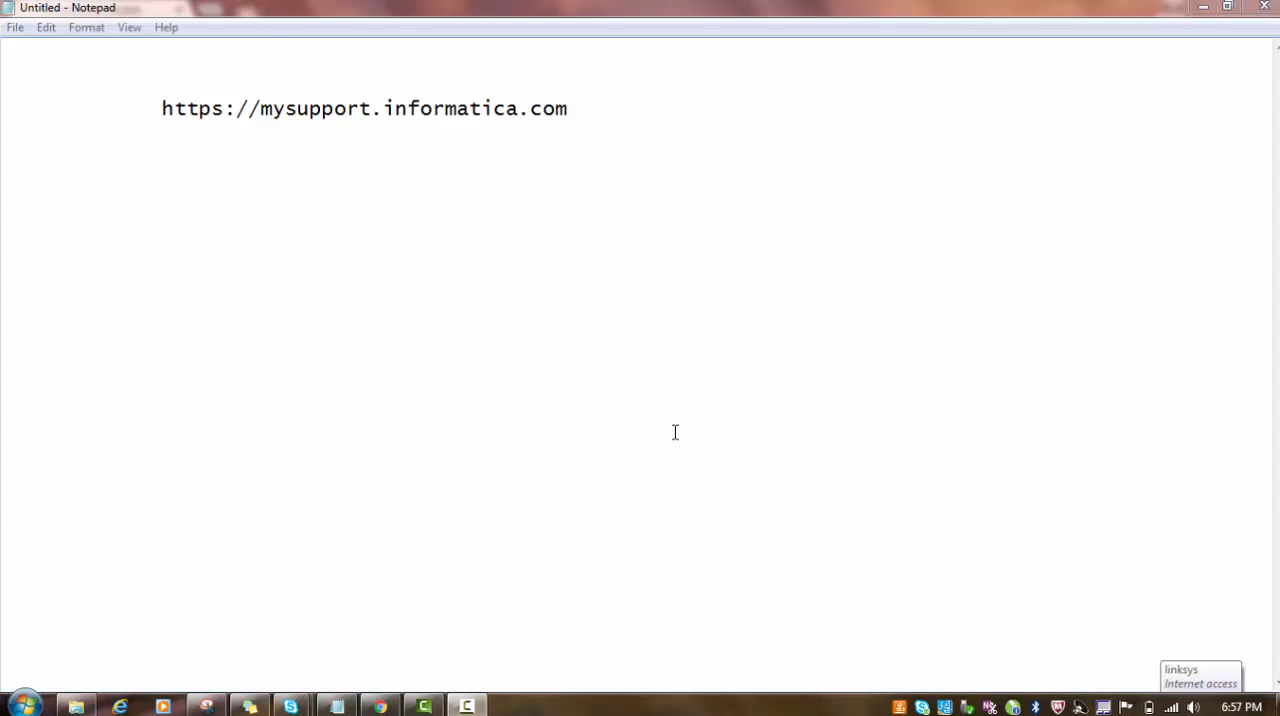 Untitled - Notepad
File Edit Format View Help
https://mysupport.informatica.com
linksys
Internet access
6:57 PM